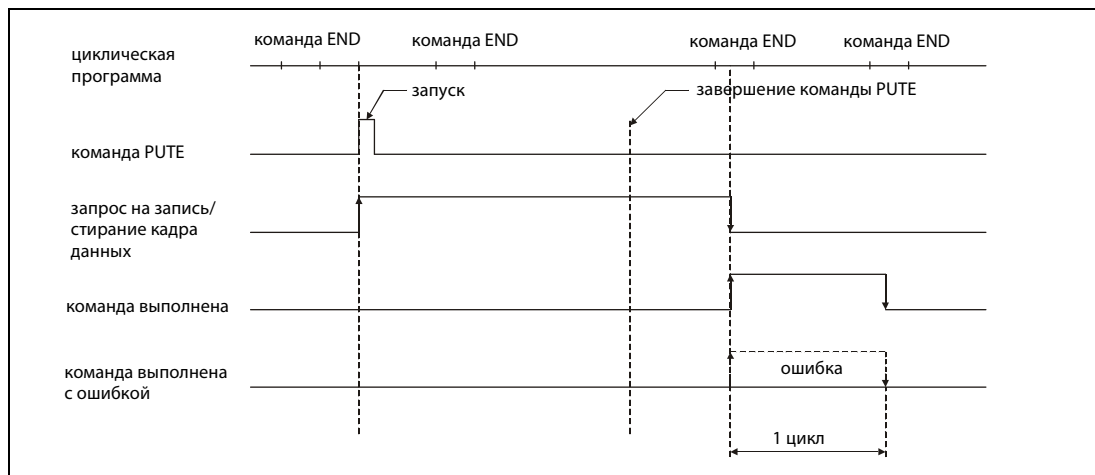 команда END
команда END
команда END
команда END
циклическая
программа
запуск
завершение команды PUTE
команда PUTE
запрос на запись/
стирание кадра
данных
команда выполнена
команда выполнена
с ошибкой
ошибка
1 цикл